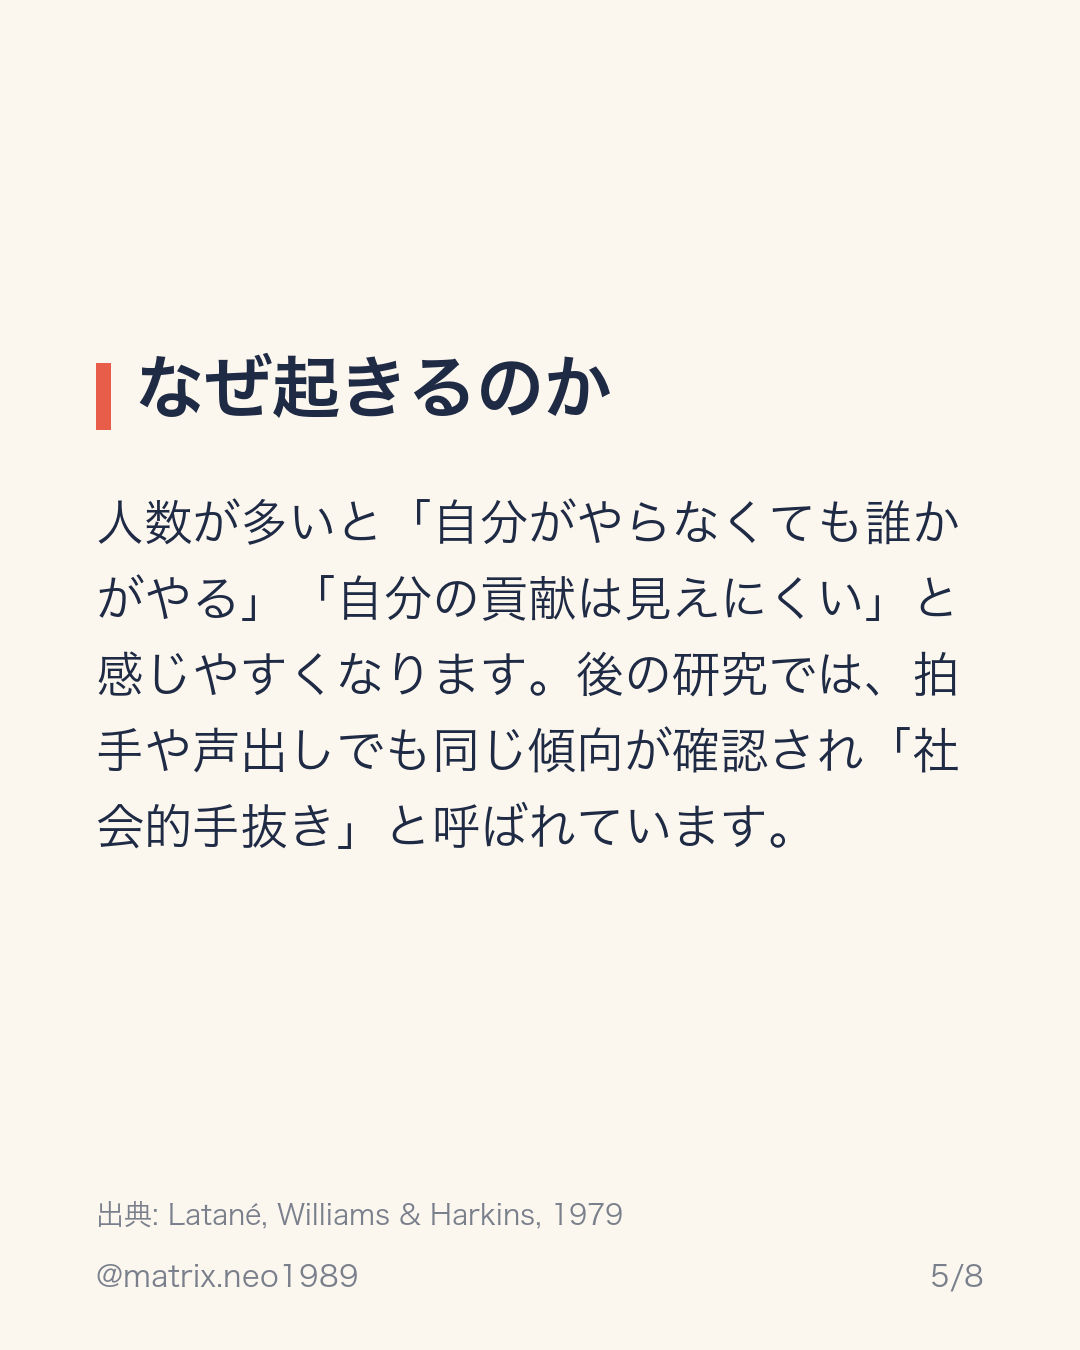 なぜ起きるのか
人数が多いと「自分がやらなくても誰か
がやる」「自分の貢献は見えにくい」と
感じやすくなります。後の研究では、拍
手や声出しでも同じ傾向が確認され「社
会的手抜き」と呼ばれています。
出典: Latané, Williams & Harkins, 1979
@matrix.neo1989
5/8